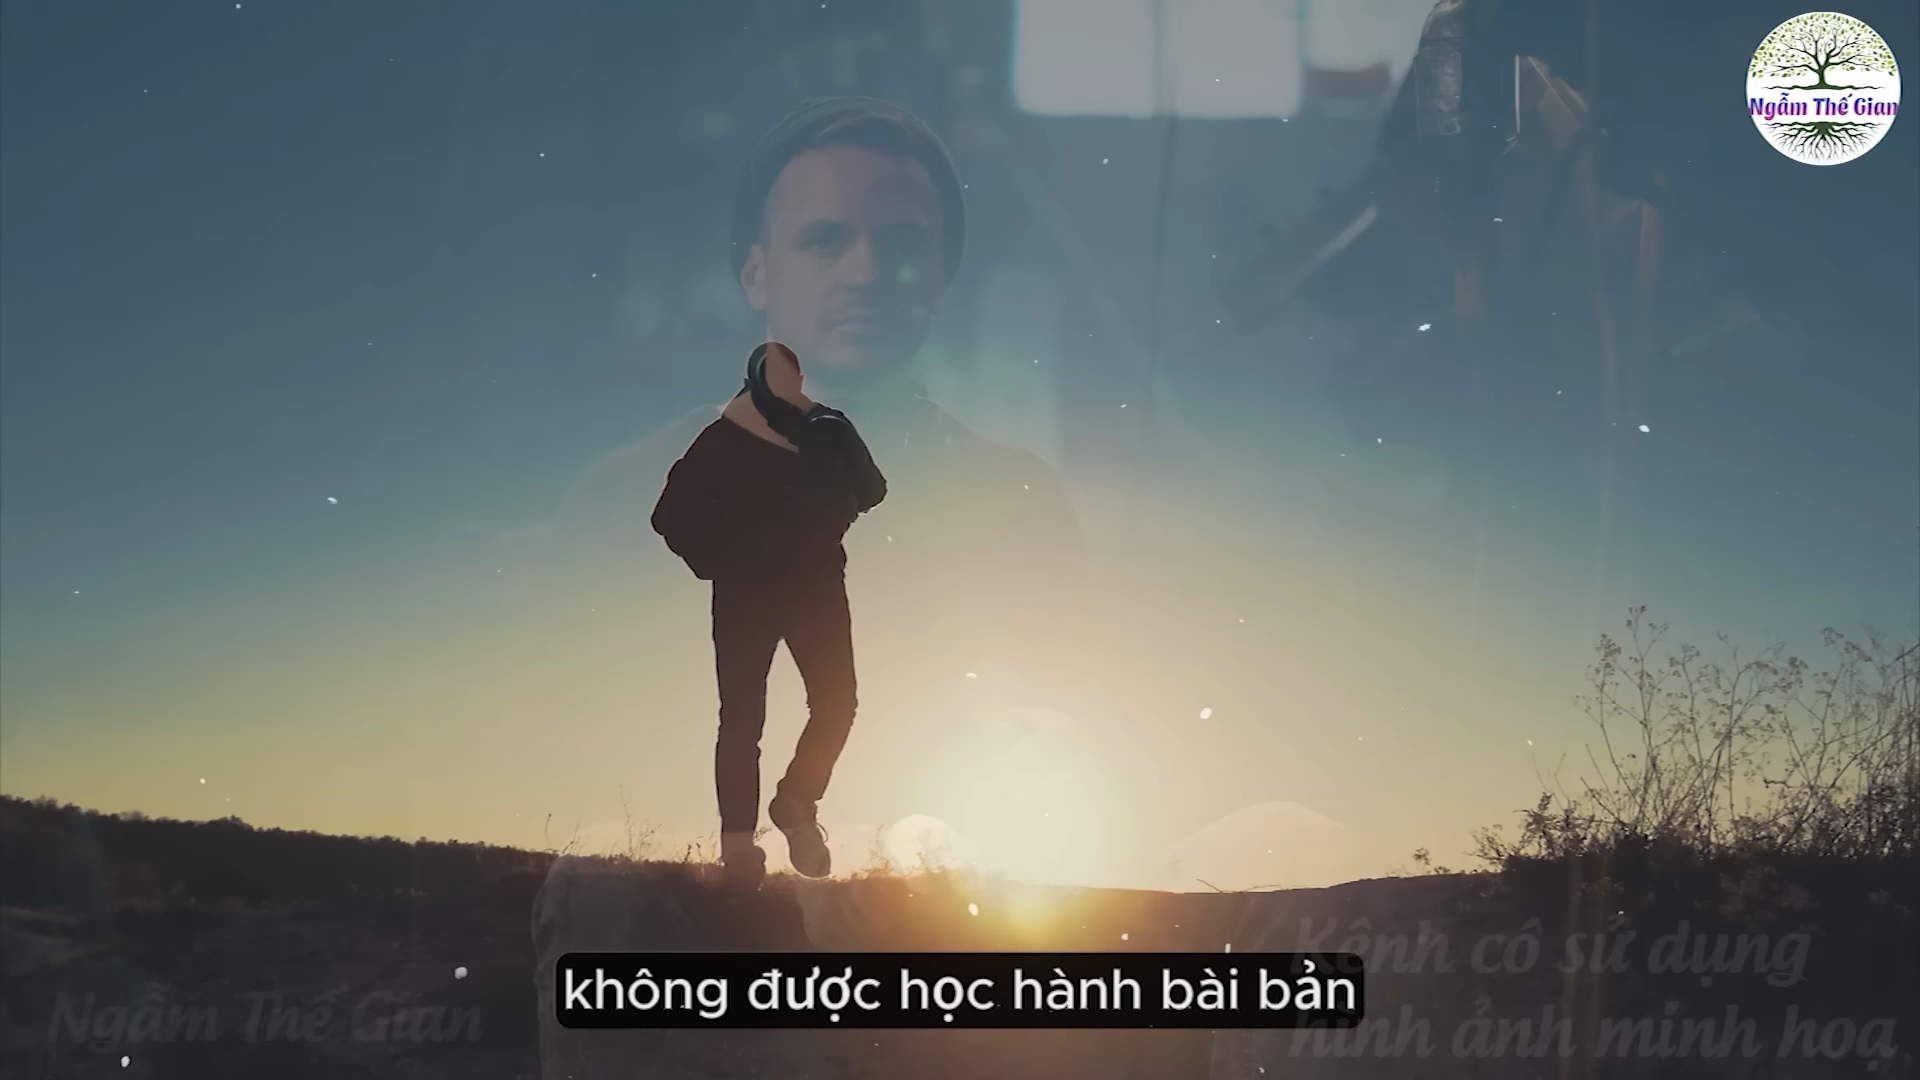 Ngẫm Thế Gian
Kênh có sử dụng
không được học hành bài bản
Ngẫm Thế Gian
hình ảnh minh hoạ